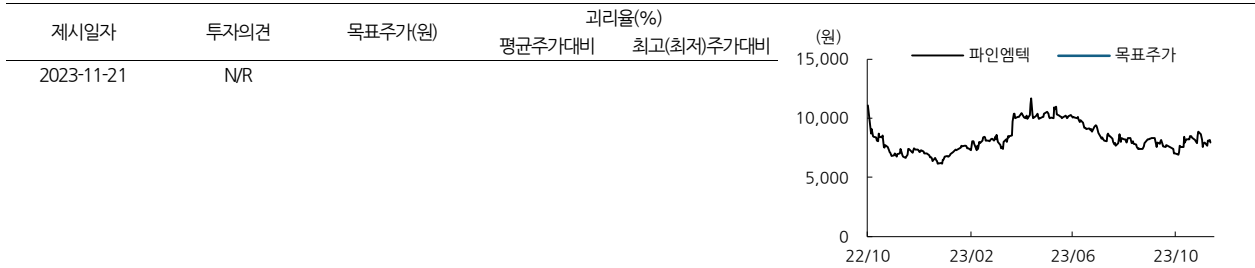 제시일자 투자의견 목표주가(원) 괴리율(%)
평균주가대비 최고(최저)주가대비
2023-11-21 N/R
(원)
파인엠텍 목표주가
15,000
10,000
5,000
0
22/10 23/02 23/06 23/10